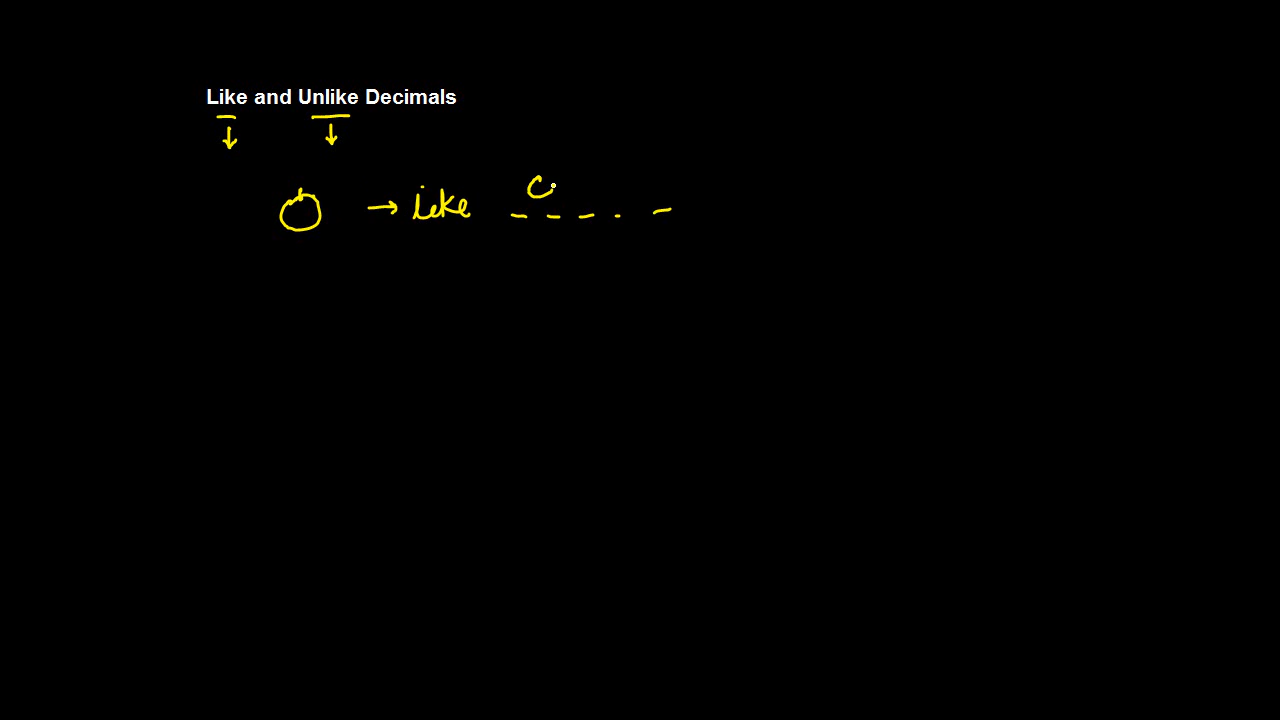 Like and Unlike Decimals
→ like - - - . -